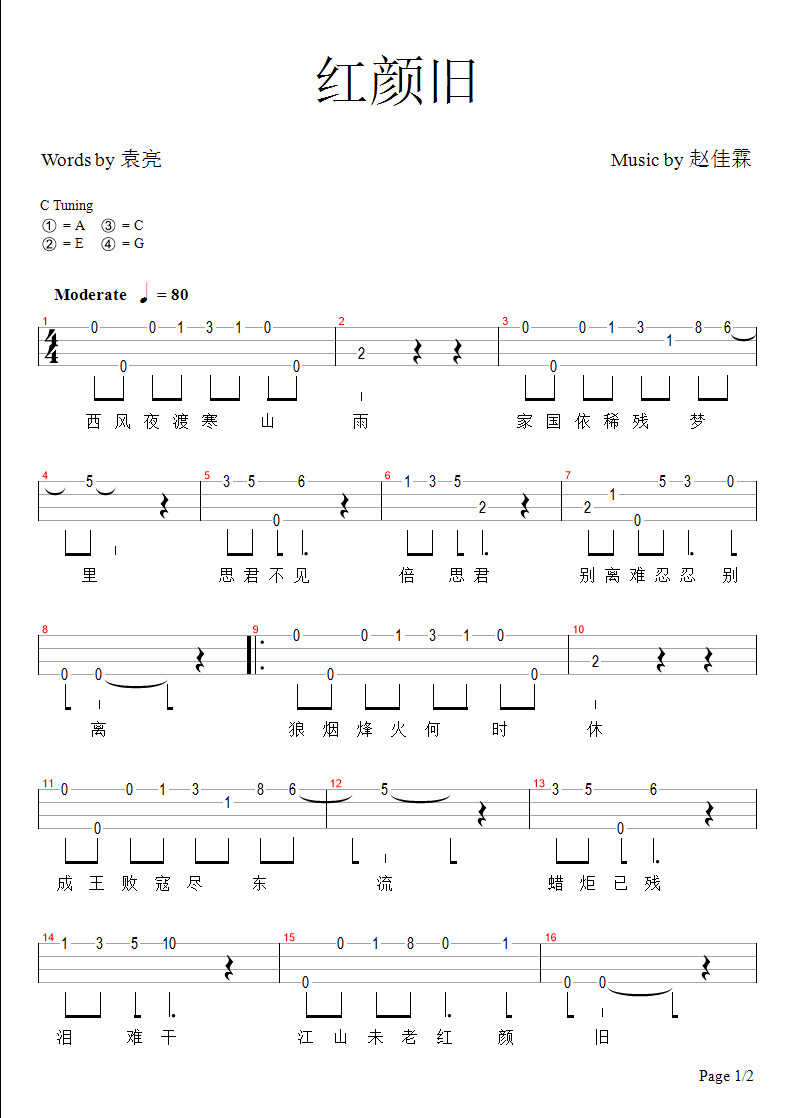 红颜旧
Words by 袁亮 Music by 赵佳霖
C Tuning
① = A ③ = C
② = E ④ = G
Moderate ♩ = 80
1 0 0 0 1 3 1 0 0 2 2 3 0 0 0 1 3 1 8 6
4/4
西风夜渡寒山雨 家国依稀残梦
4 5 5 3 5 0 6 6 1 3 5 2 7 2 1 0 5 3 0
里 思君不见 倍思君 别离难忍忍别
8 0 0 9 0 0 0 1 3 1 0 0 10 2
离 狼烟烽火何时休
11 0 0 0 1 3 1 8 6 12 5 13 3 5 0 6
成王败寇尽东流 蜡炬已残
14 1 3 5 10 15 0 0 1 8 0 1 16 0 0
泪难干 江山未老红颜旧
Page 1/2